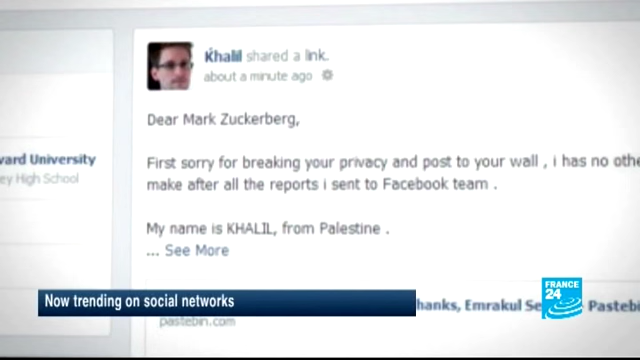 Khalil shared a link.
about a minute ago
Dear Mark Zuckerberg,
vard University
First sorry for breaking your privacy and post to your wall , i has no othe
ey High School
make after all the reports i sent to Facebook team .
My name is KHALIL, from Palestine .
... See More
Now trending on social networks
FRANCE
24
hanks, Emrakul Se
Pastebi
pastebin.com